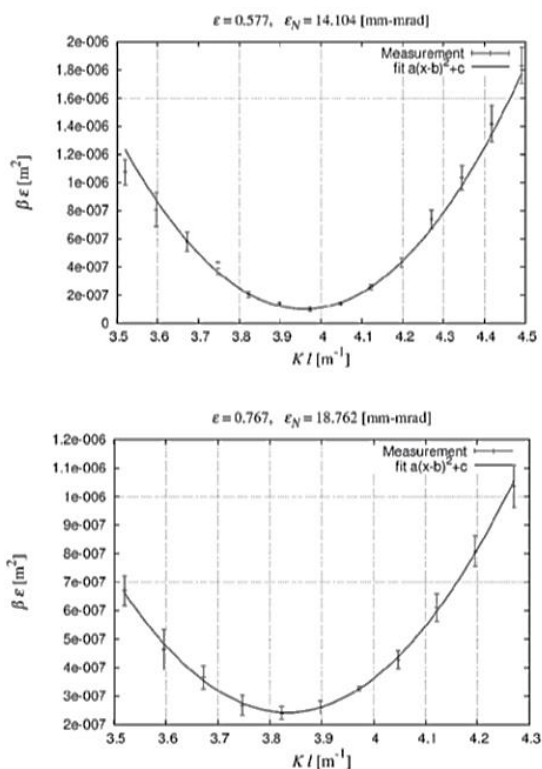 ε = 0.577, ε_N = 14.104 [mm-mrad]
2e-006
1.8e-006
1.6e-006
1.4e-006
1.2e-006
1e-006
8e-007
6e-007
4e-007
2e-007
0
β ε [m²]
Measurement
fit a(x-b)²+c
3.5 3.6 3.7 3.8 3.9 4 4.1 4.2 4.3 4.4 4.5
K l [m⁻¹]
ε = 0.767, ε_N = 18.762 [mm-mrad]
1.2e-006
1.1e-006
1e-006
9e-007
8e-007
7e-007
6e-007
5e-007
4e-007
3e-007
2e-007
β ε [m²]
Measurement
fit a(x-b)²+c
3.5 3.6 3.7 3.8 3.9 4 4.1 4.2 4.3
K l [m⁻¹]